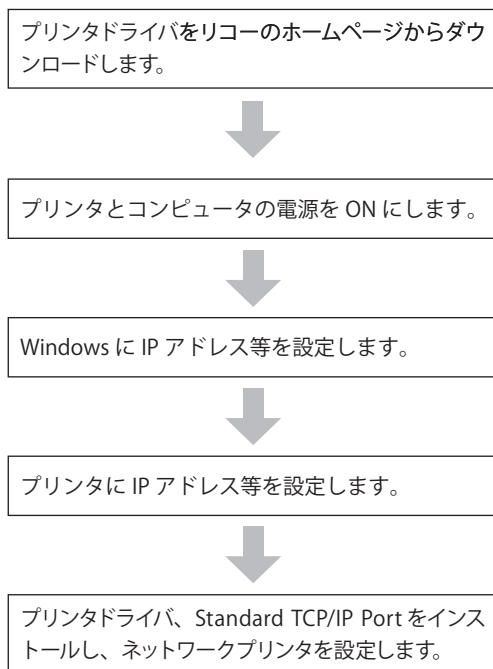 プリンタドライバをリコーのホームページからダウ
ンロードします。
プリンタとコンピュータの電源を ON にします。
Windows に IP アドレス等を設定します。
プリンタに IP アドレス等を設定します。
プリンタドライバ、Standard TCP/IP Port をインス
トールし、ネットワークプリンタを設定します。